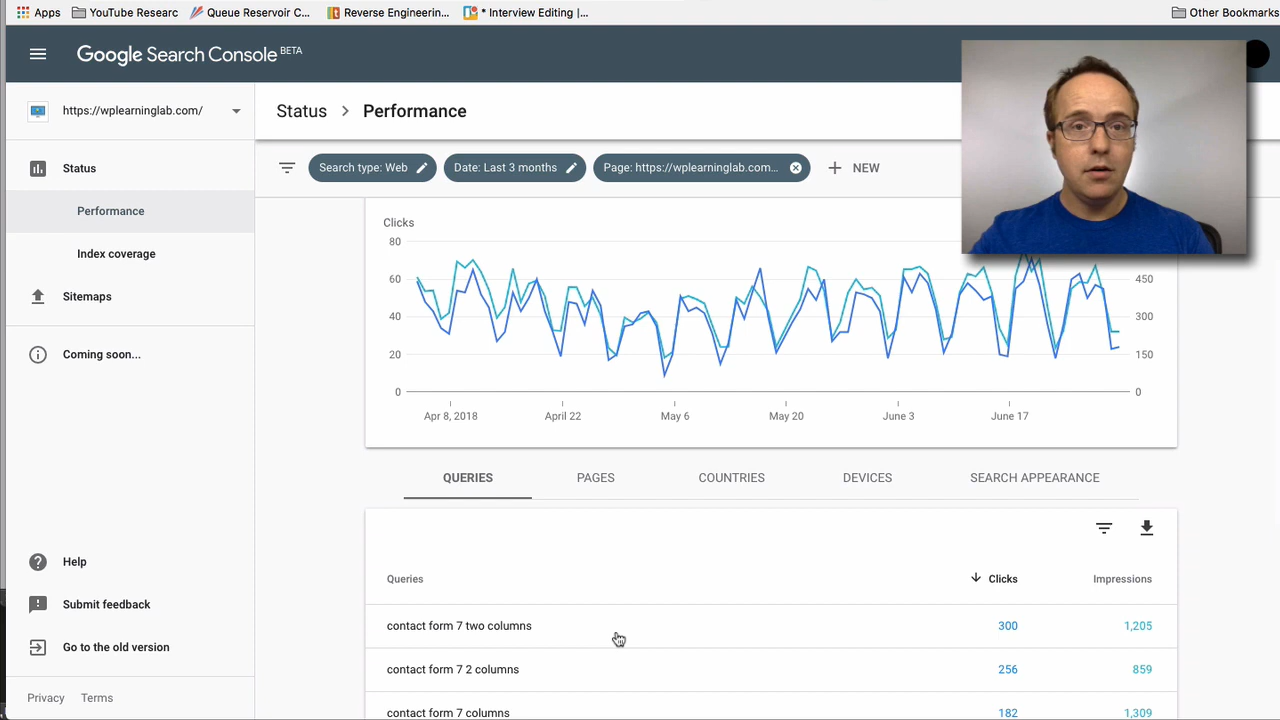 Apps YouTube Researc Queue Reservoir C... Reverse Engineerin... * Interview Editing |... Other Bookmarks
Google Search Console BETA
https://wplearninglab.com/
Status > Performance
Search type: Web Date: Last 3 months Page: https://wplearninglab.com... + NEW
Status
Performance
Index coverage
Sitemaps
Coming soon...
Help
Submit feedback
Go to the old version
Privacy Terms
Clicks
80
60 450
40 300
20 150
0 0
Apr 8, 2018 April 22 May 6 May 20 June 3 June 17
QUERIES PAGES COUNTRIES DEVICES SEARCH APPEARANCE
Queries Clicks Impressions
contact form 7 two columns 300 1,205
contact form 7 2 columns 256 859
contact form 7 columns 182 1,309